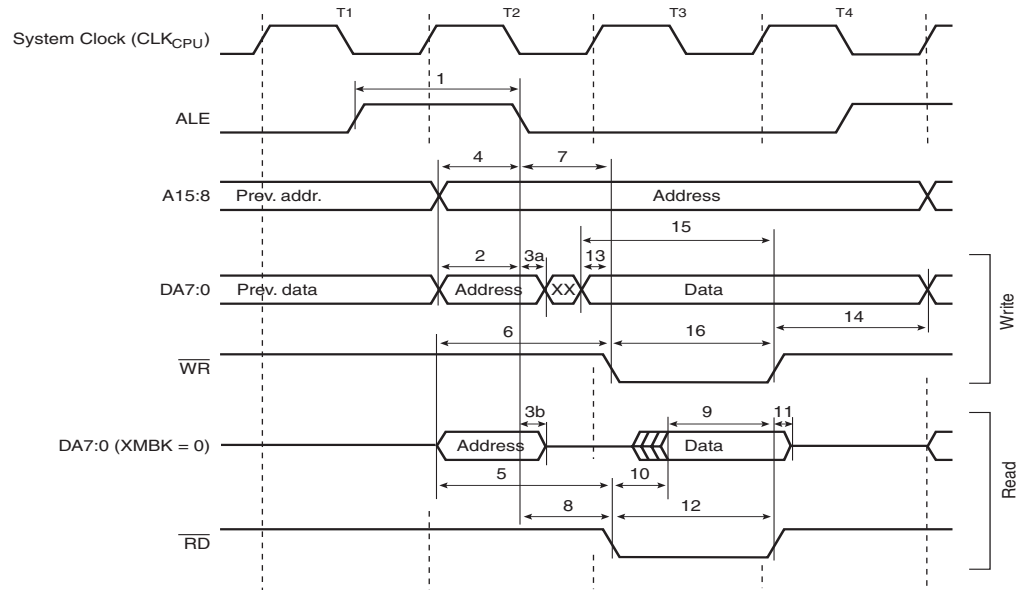 T1 T2 T3 T4
System Clock (CLKCPU)
1
ALE
4 7
A15:8 Prev. addr. Address
15
2 3a 13
DA7:0 Prev. data Address XX Data
14
6 16
WR
Write
3b 9 11
DA7:0 (XMBK = 0) Address Data
5 10
8 12
RD
Read